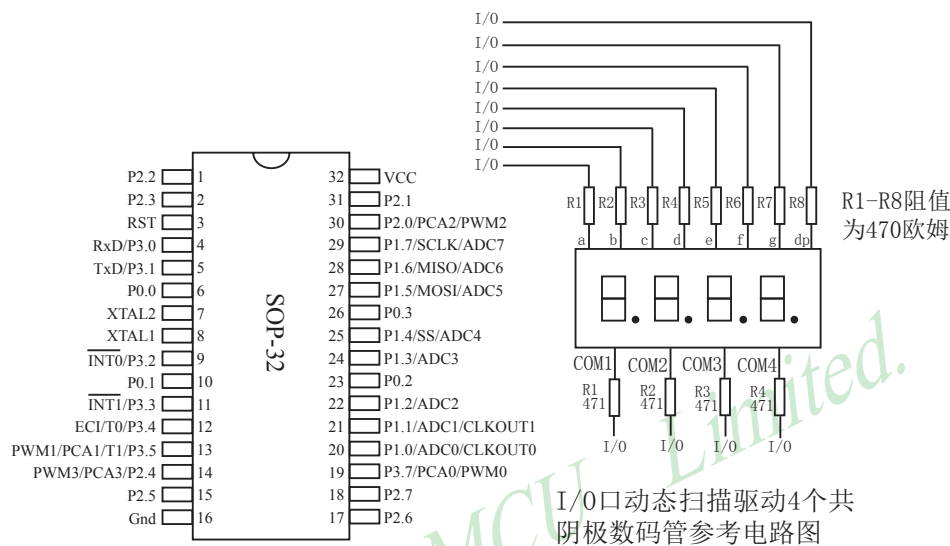 P2.2 1
P2.3 2
RST 3
RxD/P3.0 4
TxD/P3.1 5
P0.0 6
XTAL2 7
XTAL1 8
INT0/P3.2 9
P0.1 10
INT1/P3.3 11
ECI/T0/P3.4 12
PWM1/PCA1/T1/P3.5 13
PWM3/PCA3/P2.4 14
P2.5 15
Gnd 16
SOP-32
32 VCC
31 P2.1
30 P2.0/PCA2/PWM2
29 P1.7/SCLK/ADC7
28 P1.6/MISO/ADC6
27 P1.5/MOSI/ADC5
26 P0.3
25 P1.4/SS/ADC4
24 P1.3/ADC3
23 P0.2
22 P1.2/ADC2
21 P1.1/ADC1/CLKOUT1
20 P1.0/ADC0/CLKOUT0
19 P3.7/PCA0/PWM0
18 P2.7
17 P2.6
I/O
I/O
I/O
I/O
I/O
I/O
I/O
I/O
R1 R2 R3 R4 R5 R6 R7 R8
a b c d e f g dp
R1-R8阻值
为470欧姆
COM1 COM2 COM3 COM4
R1 R2 R3 R4
471 471 471 471
I/O I/O I/O I/O
I/O口动态扫描驱动4个共
阴极数码管参考电路图
MCU Limited.